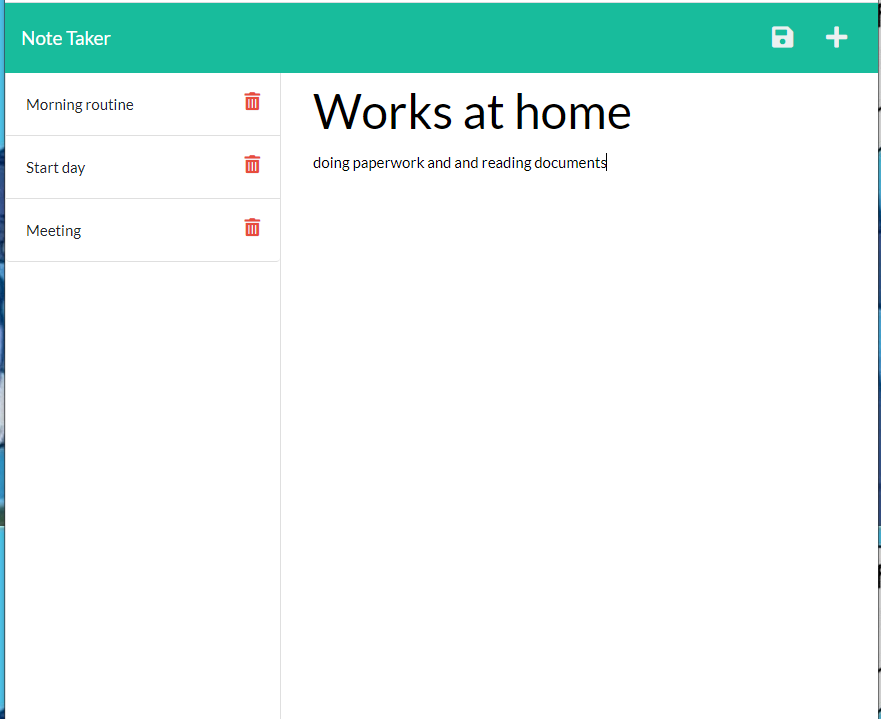 Note Taker
Morning routine
Start day
Meeting
Works at home
doing paperwork and and reading documents